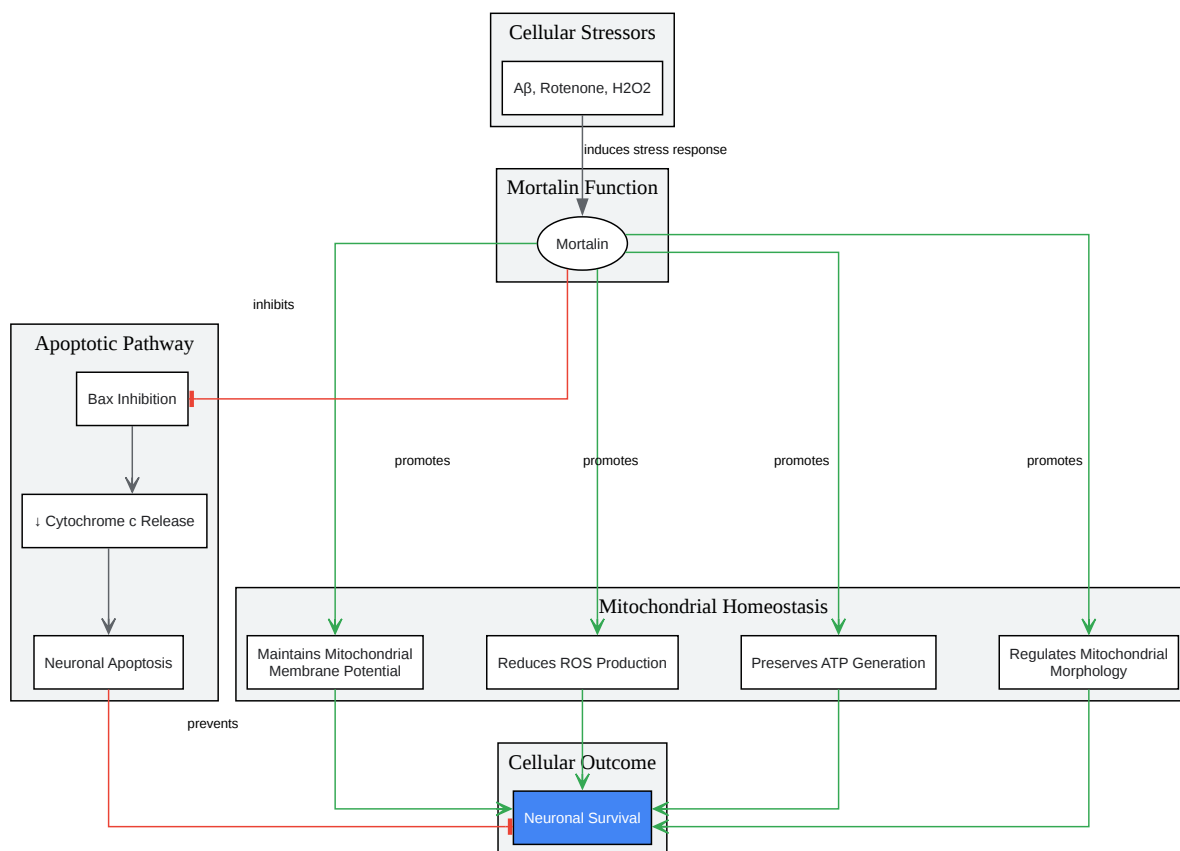 Cellular Stressors
Aβ, Rotenone, H2O2
induces stress response
Mortalin Function
Mortalin
inhibits
Apoptotic Pathway
Bax Inhibition
promotes
promotes
promotes
promotes
↓ Cytochrome c Release
Mitochondrial Homeostasis
Neuronal Apoptosis
Maintains Mitochondrial
Membrane Potential
Reduces ROS Production
Preserves ATP Generation
Regulates Mitochondrial
Morphology
prevents
Cellular Outcome
Neuronal Survival